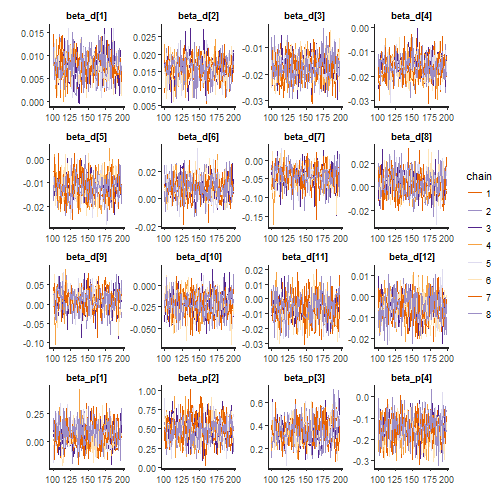 beta_d[1] beta_d[2] beta_d[3] beta_d[4]
0.015 0.010 0.005 0.000
0.025 0.020 0.015 0.010 0.005
-0.01 -0.02 -0.03
0.00 -0.01 -0.02 -0.03
100 125 150 175 200 100 125 150 175 200 100 125 150 175 200 100 125 150 175 200
beta_d[5] beta_d[6] beta_d[7] beta_d[8]
0.00 -0.01 -0.02
0.02 0.00 -0.02
0.00 -0.05 -0.10 -0.15
0.02 0.00 -0.02
100 125 150 175 200 100 125 150 175 200 100 125 150 175 200 100 125 150 175 200
chain
1
2
3
4
5
6
7
8
beta_d[9] beta_d[10] beta_d[11] beta_d[12]
0.05 0.00 -0.05 -0.10
0.000 -0.025 -0.050
0.02 0.01 0.00 -0.01 -0.02 -0.03
0.01 0.00 -0.01 -0.02
100 125 150 175 200 100 125 150 175 200 100 125 150 175 200 100 125 150 175 200
beta_p[1] beta_p[2] beta_p[3] beta_p[4]
0.25 0.00
1.00 0.75 0.50 0.25 0.00
0.6 0.4 0.2
0.0 -0.1 -0.2 -0.3
100 125 150 175 200 100 125 150 175 200 100 125 150 175 200 100 125 150 175 200